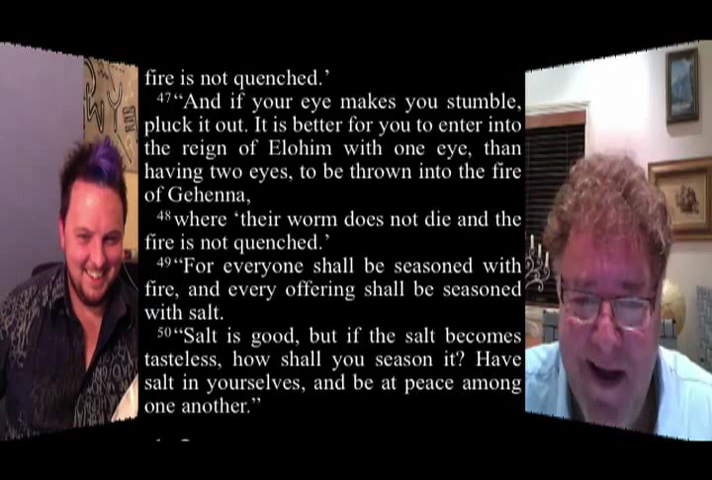 fire is not quenched.’
47“And if your eye makes you stumble,
pluck it out. It is better for you to enter into
the reign of Elohim with one eye, than
having two eyes, to be thrown into the fire
of Gehenna,
48where ‘their worm does not die and the
fire is not quenched.’
49“For everyone shall be seasoned with
fire, and every offering shall be seasoned
with salt.
50“Salt is good, but if the salt becomes
tasteless, how shall you season it? Have
salt in yourselves, and be at peace among
one another.”